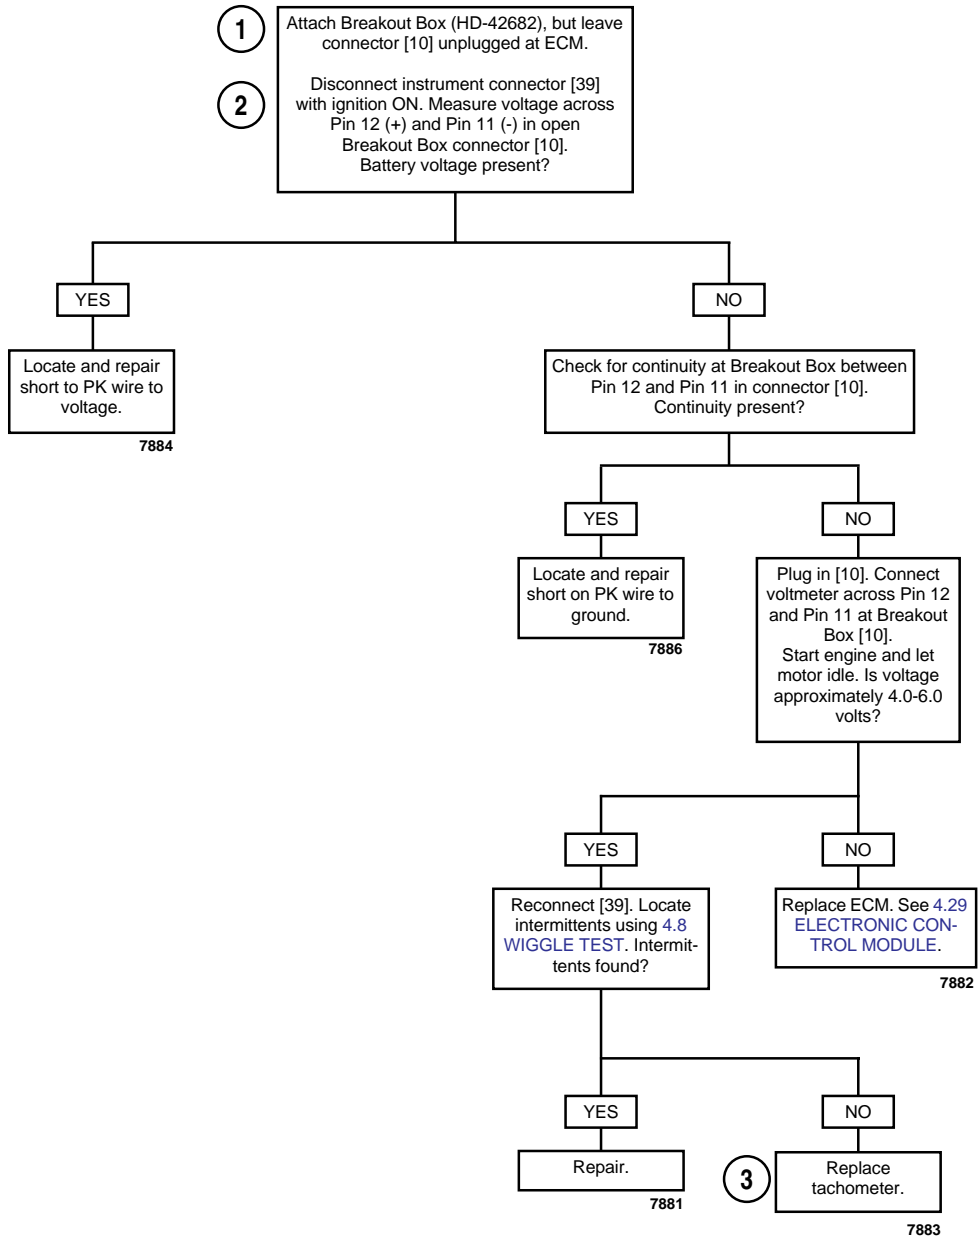 1
Attach Breakout Box (HD-42682), but leave
connector [10] unplugged at ECM.
2
Disconnect instrument connector [39]
with ignition ON. Measure voltage across
Pin 12 (+) and Pin 11 (-) in open
Breakout Box connector [10].
Battery voltage present?
YES
NO
Locate and repair
short to PK wire to
voltage.
7884
Check for continuity at Breakout Box between
Pin 12 and Pin 11 in connector [10].
Continuity present?
YES
NO
Locate and repair
short on PK wire to
ground.
7886
Plug in [10]. Connect
voltmeter across Pin 12
and Pin 11 at Breakout
Box [10].
Start engine and let
motor idle. Is voltage
approximately 4.0-6.0
volts?
YES
NO
Reconnect [39]. Locate
intermittents using 4.8
WIGGLE TEST. Intermit-
tents found?
Replace ECM. See 4.29
ELECTRONIC CON-
TROL MODULE.
7882
YES
NO
Repair.
7881
3
Replace
tachometer.
7883